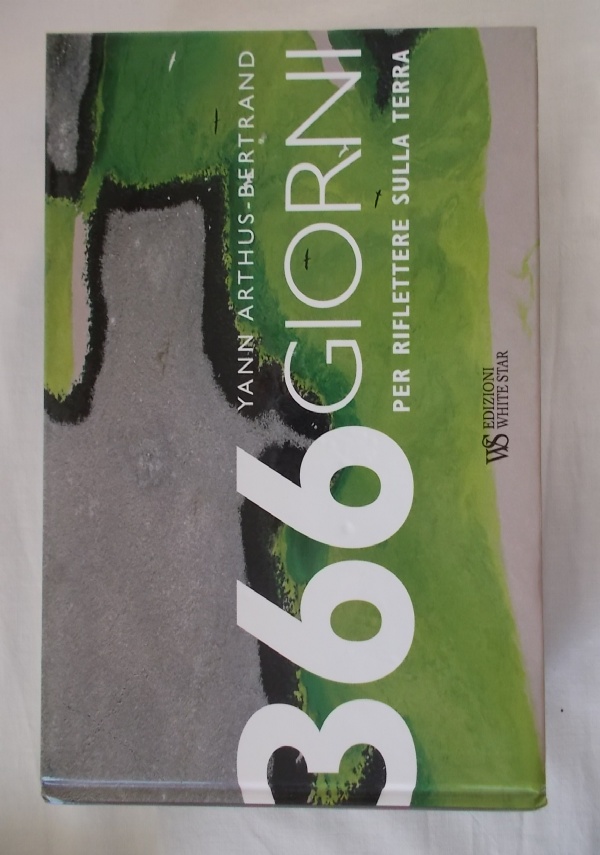 YANN ARTHUS-BERTRAND
366 GIORNI
PER RIFLETTERE SULLA TERRA
WS EDIZIONI
WHITE STAR